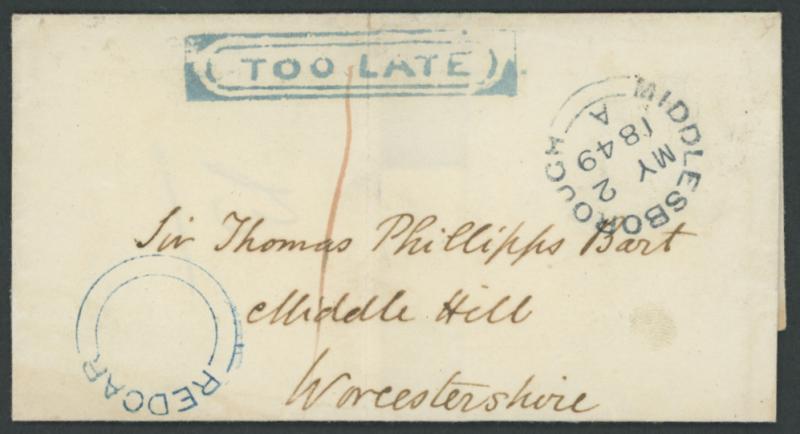 ( TOO LATE )
MIDDLESBOROUGH
A
MY 2
1849
Sir Thomas Phillipps Bart
Middle Hill
Worcestershire
REDCAR